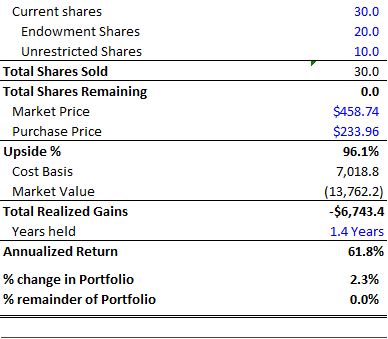 Current shares 30.0
Endowment Shares 20.0
Unrestricted Shares 10.0
Total Shares Sold 30.0
Total Shares Remaining 0.0
Market Price $458.74
Purchase Price $233.96
Upside % 96.1%
Cost Basis 7,018.8
Market Value (13,762.2)
Total Realized Gains -$6,743.4
Years held 1.4 Years
Annualized Return 61.8%
% change in Portfolio 2.3%
% remainder of Portfolio 0.0%